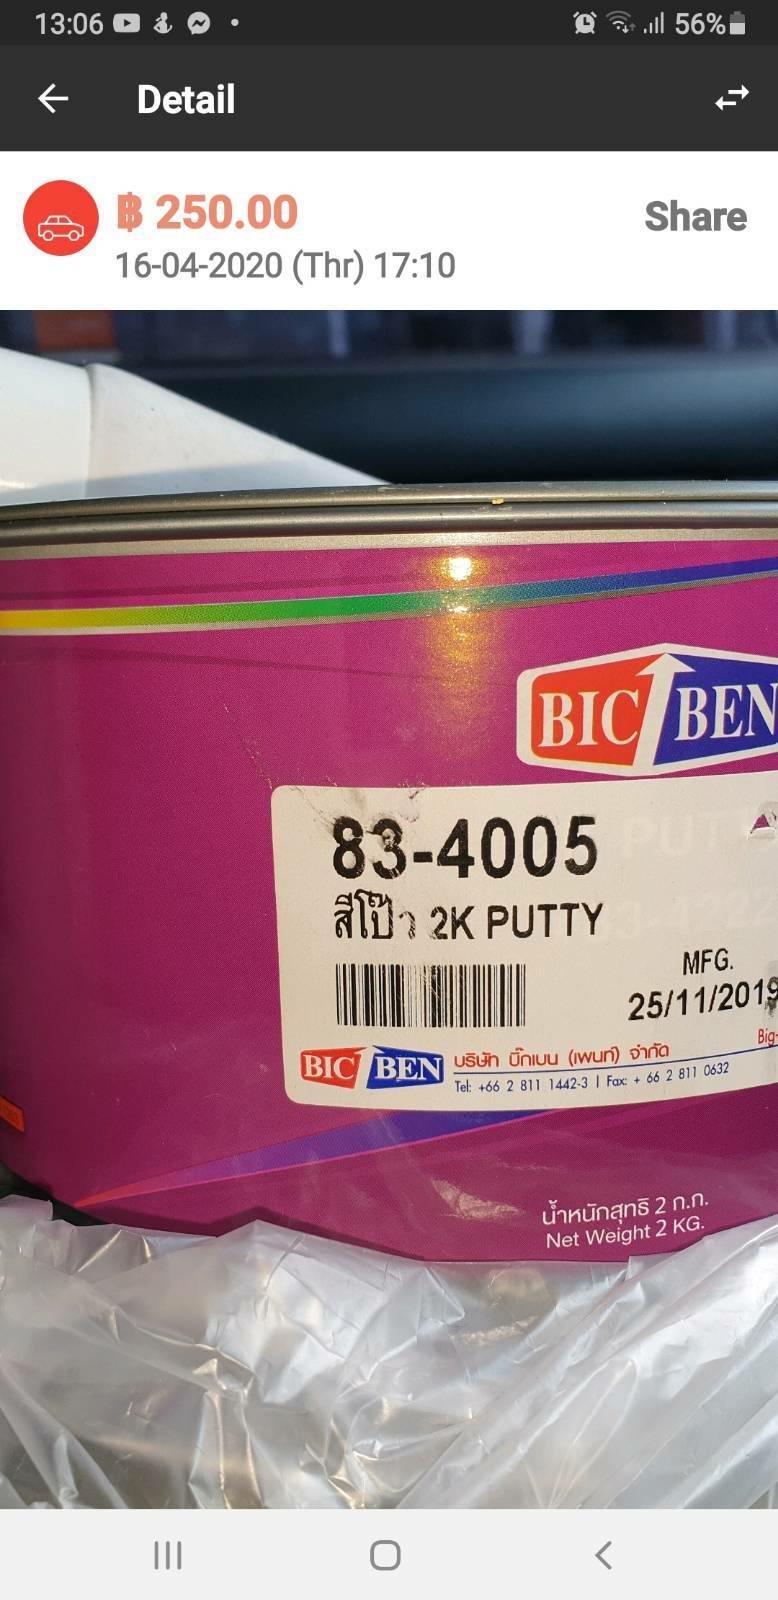 13:06
56%
Detail
฿ 250.00
Share
16-04-2020 (Thr) 17:10
BIC BEN
83-4005
สีโป๊ว 2K PUTTY
MFG.
25/11/2019
Big-
BIC BEN
บริษัท บิ๊กเบน (เพนท์) จำกัด
Tel: +66 2 811 1442-3 | Fax: + 66 2 811 0632
น้ำหนักสุทธิ 2 ก.ก.
Net Weight 2 KG.